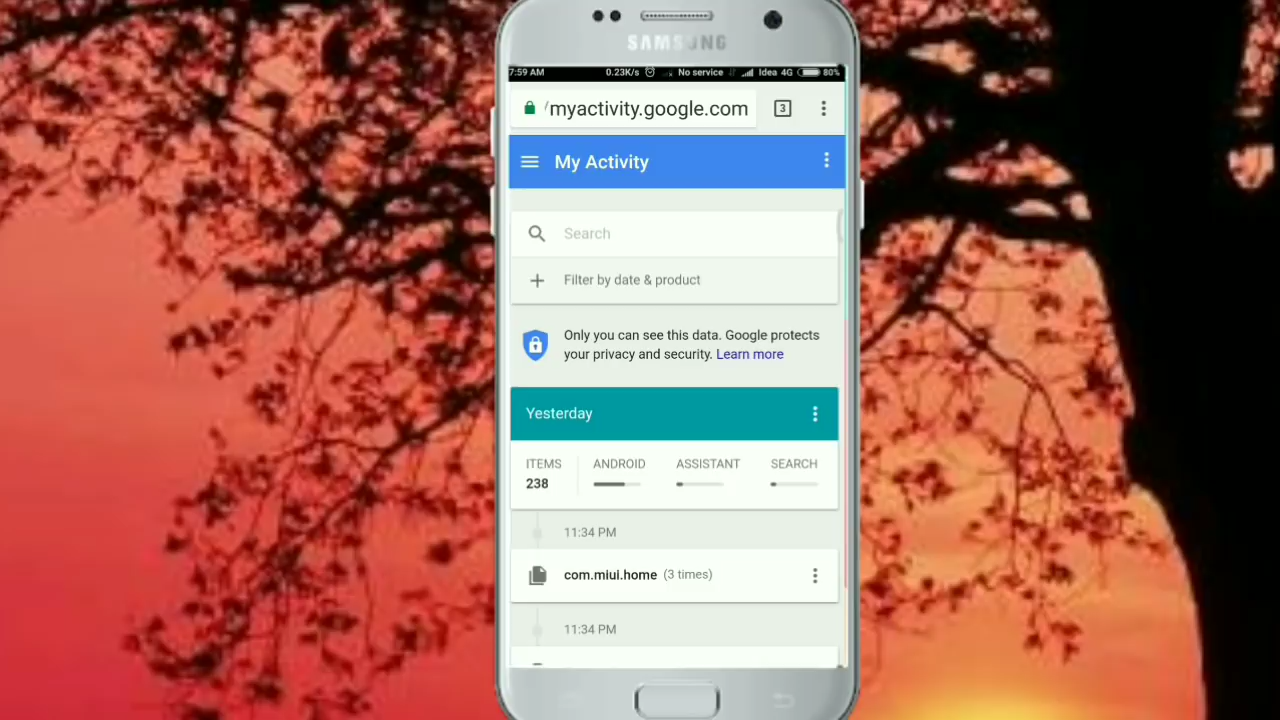 SAMSUNG
7:59 AM 0.23K/s No service Idea 4G 80%
myactivity.google.com 3
My Activity
Search
Filter by date & product
Only you can see this data. Google protects
your privacy and security. Learn more
Yesterday
ITEMS ANDROID ASSISTANT SEARCH
238
11:34 PM
com.miui.home (3 times)
11:34 PM